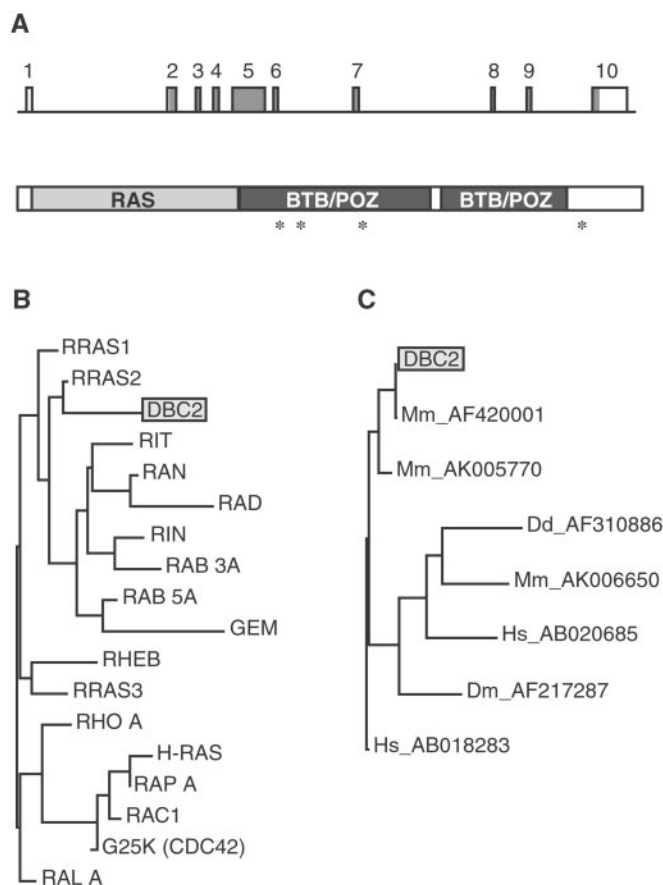 A
1 2 3 4 5 6 7 8 9 10
RAS BTB/POZ BTB/POZ
* * * *
B
RRAS1
RRAS2
DBC2
RIT
RAN
RAD
RIN
RAB 3A
RAB 5A
GEM
RHEB
RRAS3
RHO A
H-RAS
RAP A
RAC1
G25K (CDC42)
RAL A
C
DBC2
Mm_AF420001
Mm_AK005770
Dd_AF310886
Mm_AK006650
Hs_AB020685
Dm_AF217287
Hs_AB018283